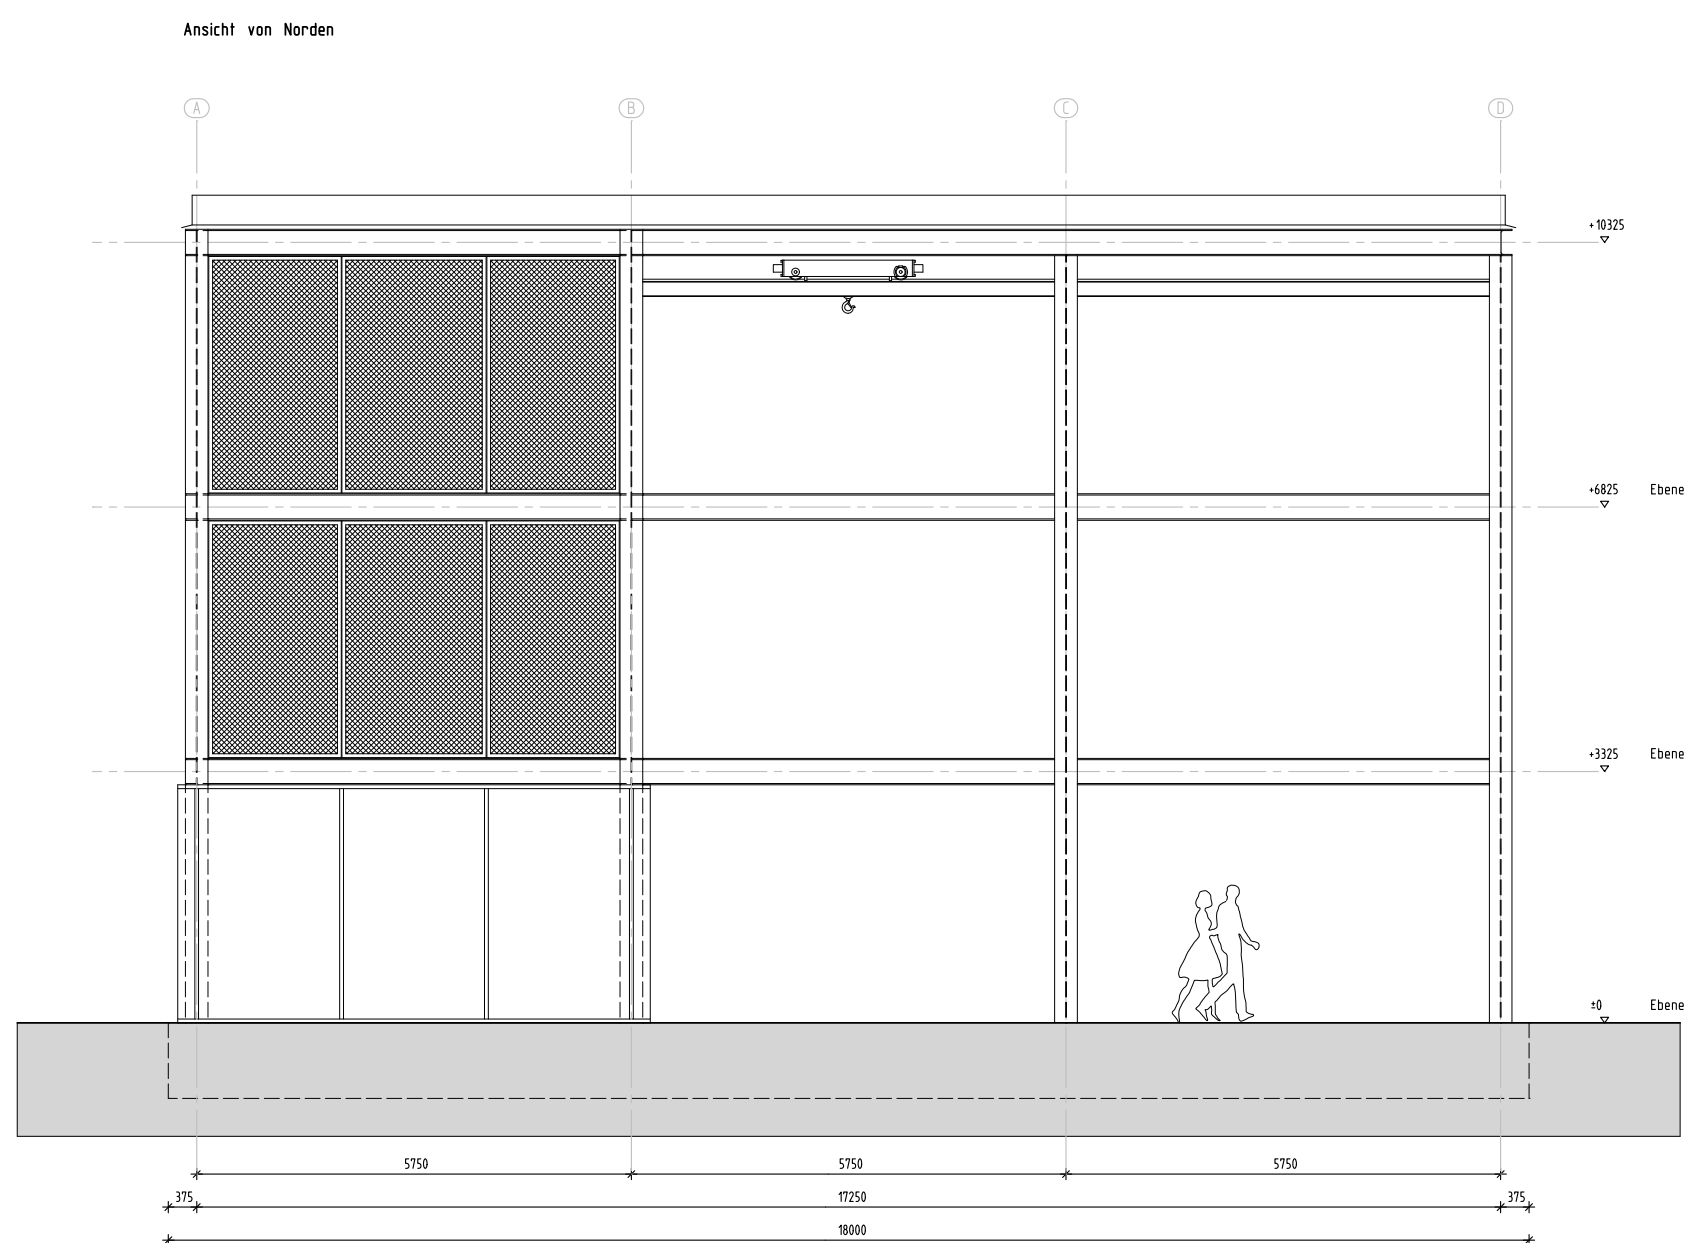 Ansicht von Norden
A B C D
+10325
+6825 Ebene
+3325 Ebene
±0 Ebene
5750 5750 5750
375 17250 375
18000